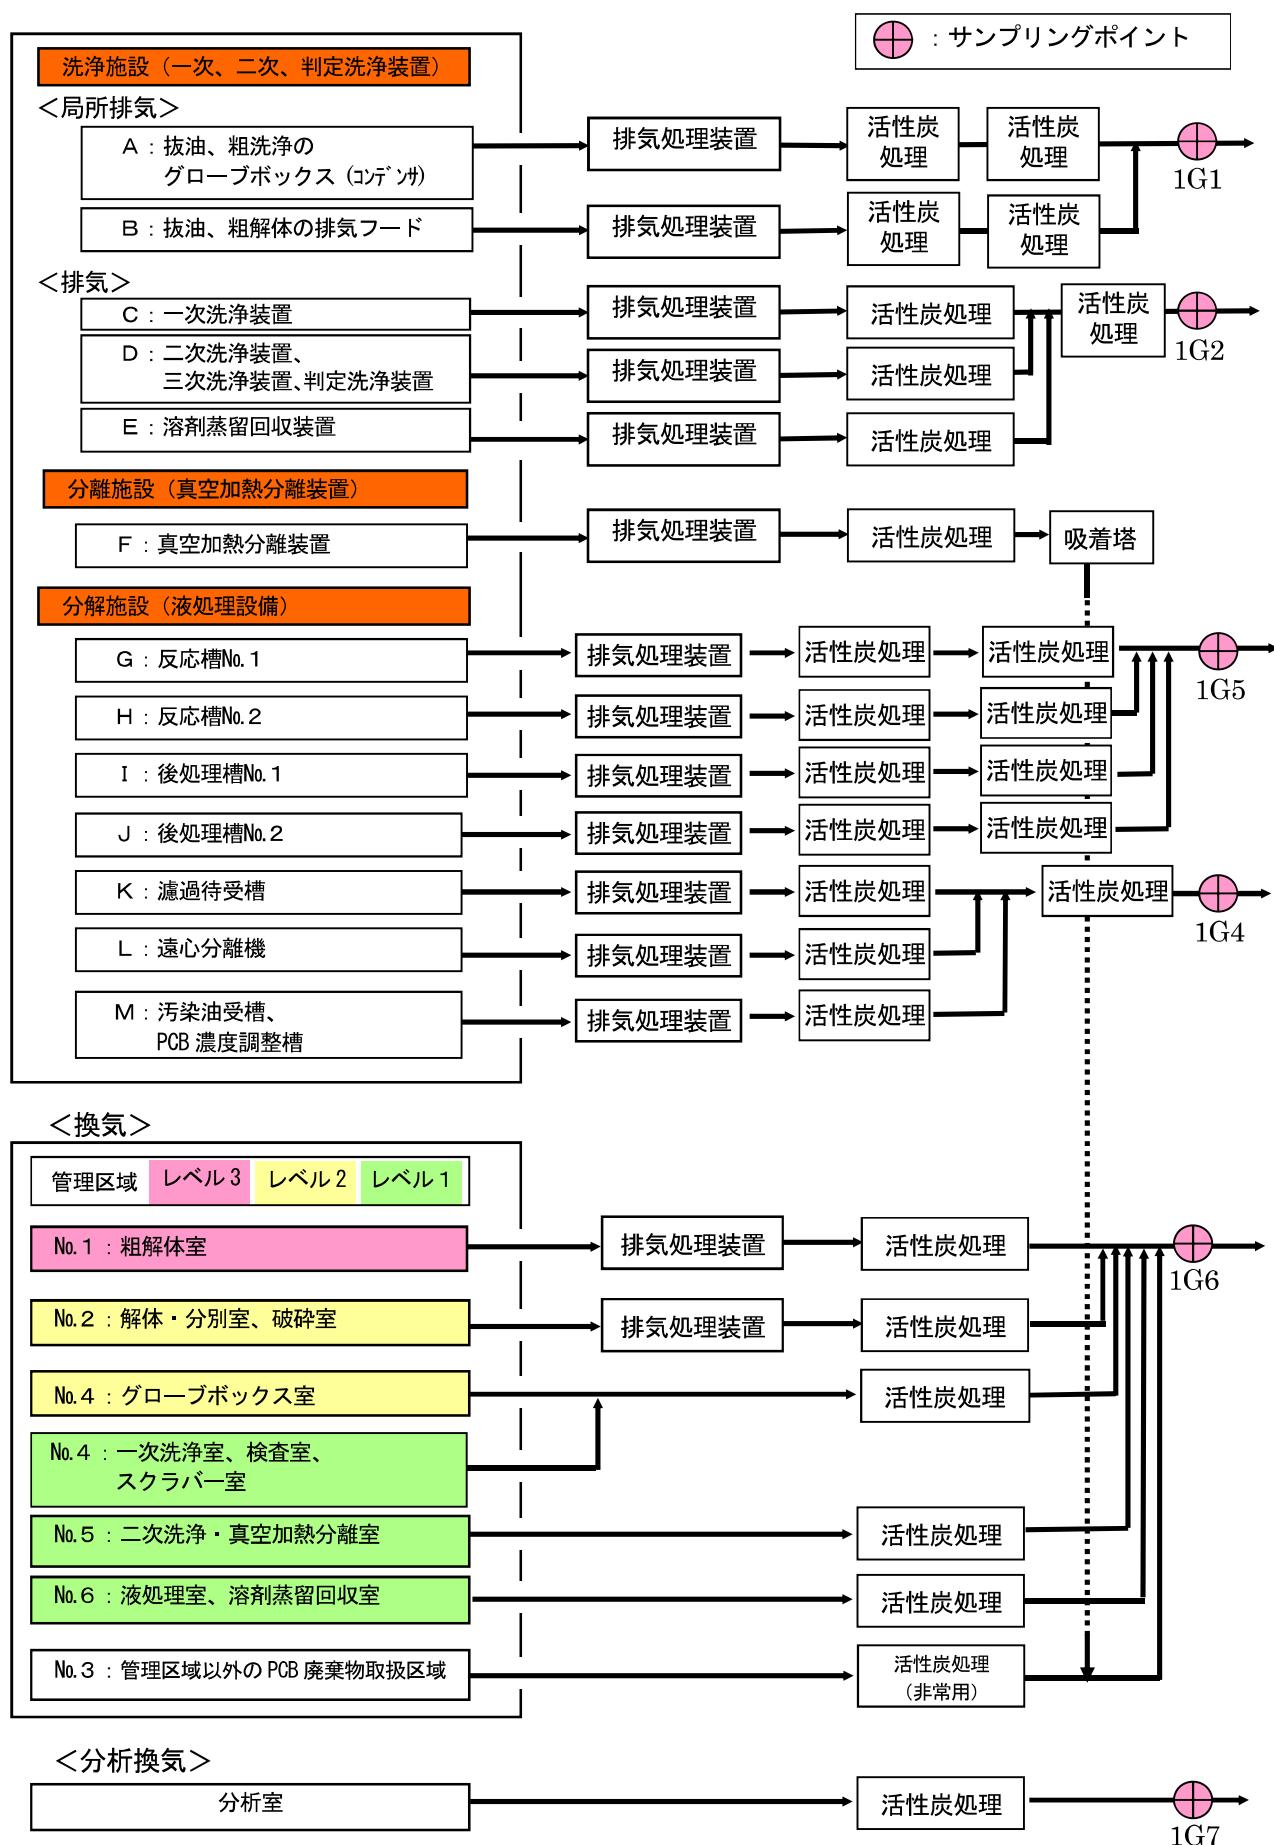 ：サンプリングポイント
洗浄施設（一次、二次、判定洗浄装置）
＜局所排気＞
A：抜油、粗洗浄の
グローブボックス（ｺﾝﾃﾞﾝｻ）
排気処理装置
活性炭
処理
活性炭
処理
1G1
B：抜油、粗解体の排気フード
排気処理装置
活性炭
処理
活性炭
処理
＜排気＞
C：一次洗浄装置
排気処理装置
活性炭処理
活性炭
処理
1G2
D：二次洗浄装置、
三次洗浄装置、判定洗浄装置
排気処理装置
活性炭処理
E：溶剤蒸留回収装置
排気処理装置
活性炭処理
分離施設（真空加熱分離装置）
F：真空加熱分離装置
排気処理装置
活性炭処理
吸着塔
分解施設（液処理設備）
G：反応槽№1
排気処理装置
活性炭処理
活性炭処理
1G5
H：反応槽№2
排気処理装置
活性炭処理
活性炭処理
I：後処理槽№1
排気処理装置
活性炭処理
活性炭処理
J：後処理槽№2
排気処理装置
活性炭処理
活性炭処理
K：濾過待受槽
排気処理装置
活性炭処理
活性炭処理
1G4
L：遠心分離機
排気処理装置
活性炭処理
M：汚染油受槽、
PCB濃度調整槽
排気処理装置
活性炭処理
＜換気＞
管理区域 レベル3 レベル2 レベル1
№1：粗解体室
排気処理装置
活性炭処理
1G6
№2：解体・分別室、破砕室
排気処理装置
活性炭処理
№4：グローブボックス室
活性炭処理
№4：一次洗浄室、検査室、
スクラバー室
№5：二次洗浄・真空加熱分離室
活性炭処理
№6：液処理室、溶剤蒸留回収室
活性炭処理
№3：管理区域以外のPCB廃棄物取扱区域
活性炭処理
（非常用）
＜分析換気＞
分析室
活性炭処理
1G7